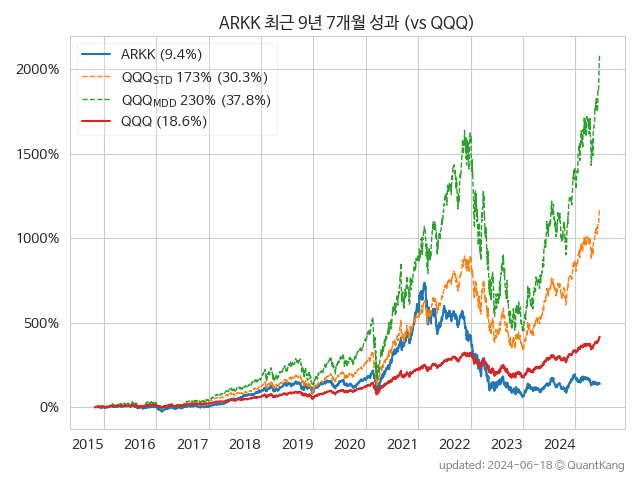 ARKK 최근 9년 7개월 성과 (vs QQQ)
ARKK (9.4%)
QQQSTD 173% (30.3%)
QQQMDD 230% (37.8%)
QQQ (18.6%)
2000%
1500%
1000%
500%
0%
2015 2016 2017 2018 2019 2020 2021 2022 2023 2024
updated: 2024-06-18 © QuantKang